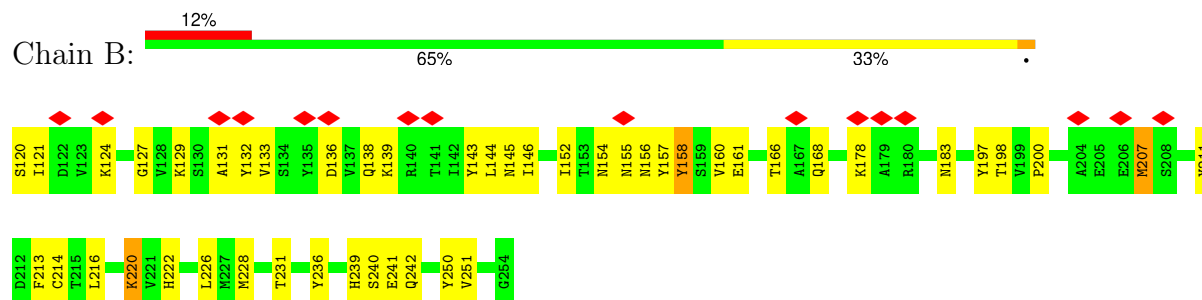 12%
Chain B:
65% 33% •
S120 I121 D122 V123 K124 G127 V128 K129 S130 A131 Y132 V133 S134 Y135 D136 V137 Q138 K139 R140 T141 I142 Y143 L144 N145 I146 I152 T153 N154 N155 N156 Y157 Y158 S159 V160 E161 T166 A167 Q168 K178 A179 R180 N183 Y197 T198 V199 P200 A204 E205 E206 M207 S208
D212 F213 C214 T215 L216 K220 V221 H222 L226 M227 M228 T231 Y236 H239 S240 E241 Q242 Y250 V251 G254